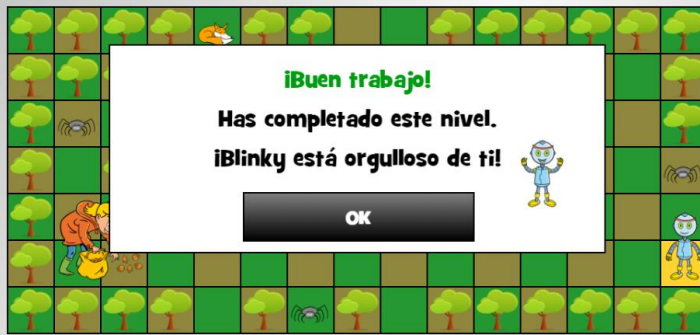 ¡Buen trabajo!
Has completado este nivel.
¡Blinky está orgulloso de ti!
OK